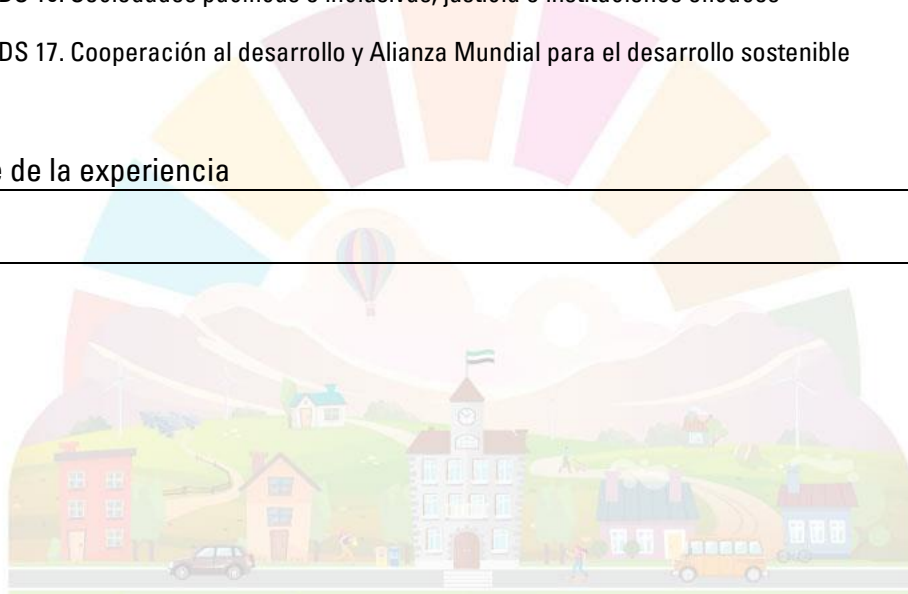 DS 17. Cooperación al desarrollo y Alianza Mundial para el desarrollo sostenible
de la experiencia